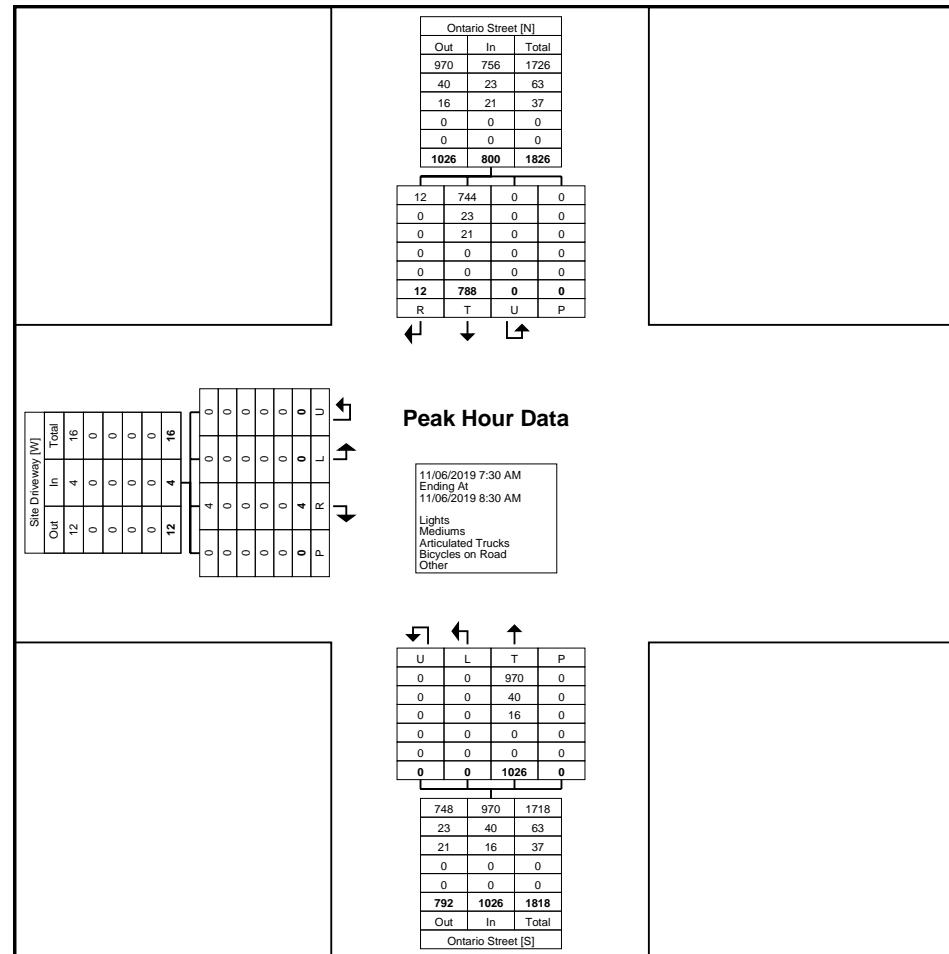 Ontario Street [N]
Out In Total
970 756 1726
40 23 63
16 21 37
0 0 0
0 0 0
1026 800 1826
12 744 0 0
0 23 0 0
0 21 0 0
0 0 0 0
0 0 0 0
12 788 0 0
R T U P
Site Driveway [W]
Out In Total
12 4 16
0 0 0
0 0 0
0 0 0
0 0 0
12 4 16
0 4 0 0
0 0 0 0
0 0 0 0
0 0 0 0
0 0 0 0
0 4 0 0
P R L U
Peak Hour Data
11/06/2019 7:30 AM
Ending At
11/06/2019 8:30 AM
Lights
Mediums
Articulated Trucks
Bicycles on Road
Other
U L T P
0 0 970 0
0 0 40 0
0 0 16 0
0 0 0 0
0 0 0 0
0 0 1026 0
748 970 1718
23 40 63
21 16 37
0 0 0
0 0 0
792 1026 1818
Out In Total
Ontario Street [S]